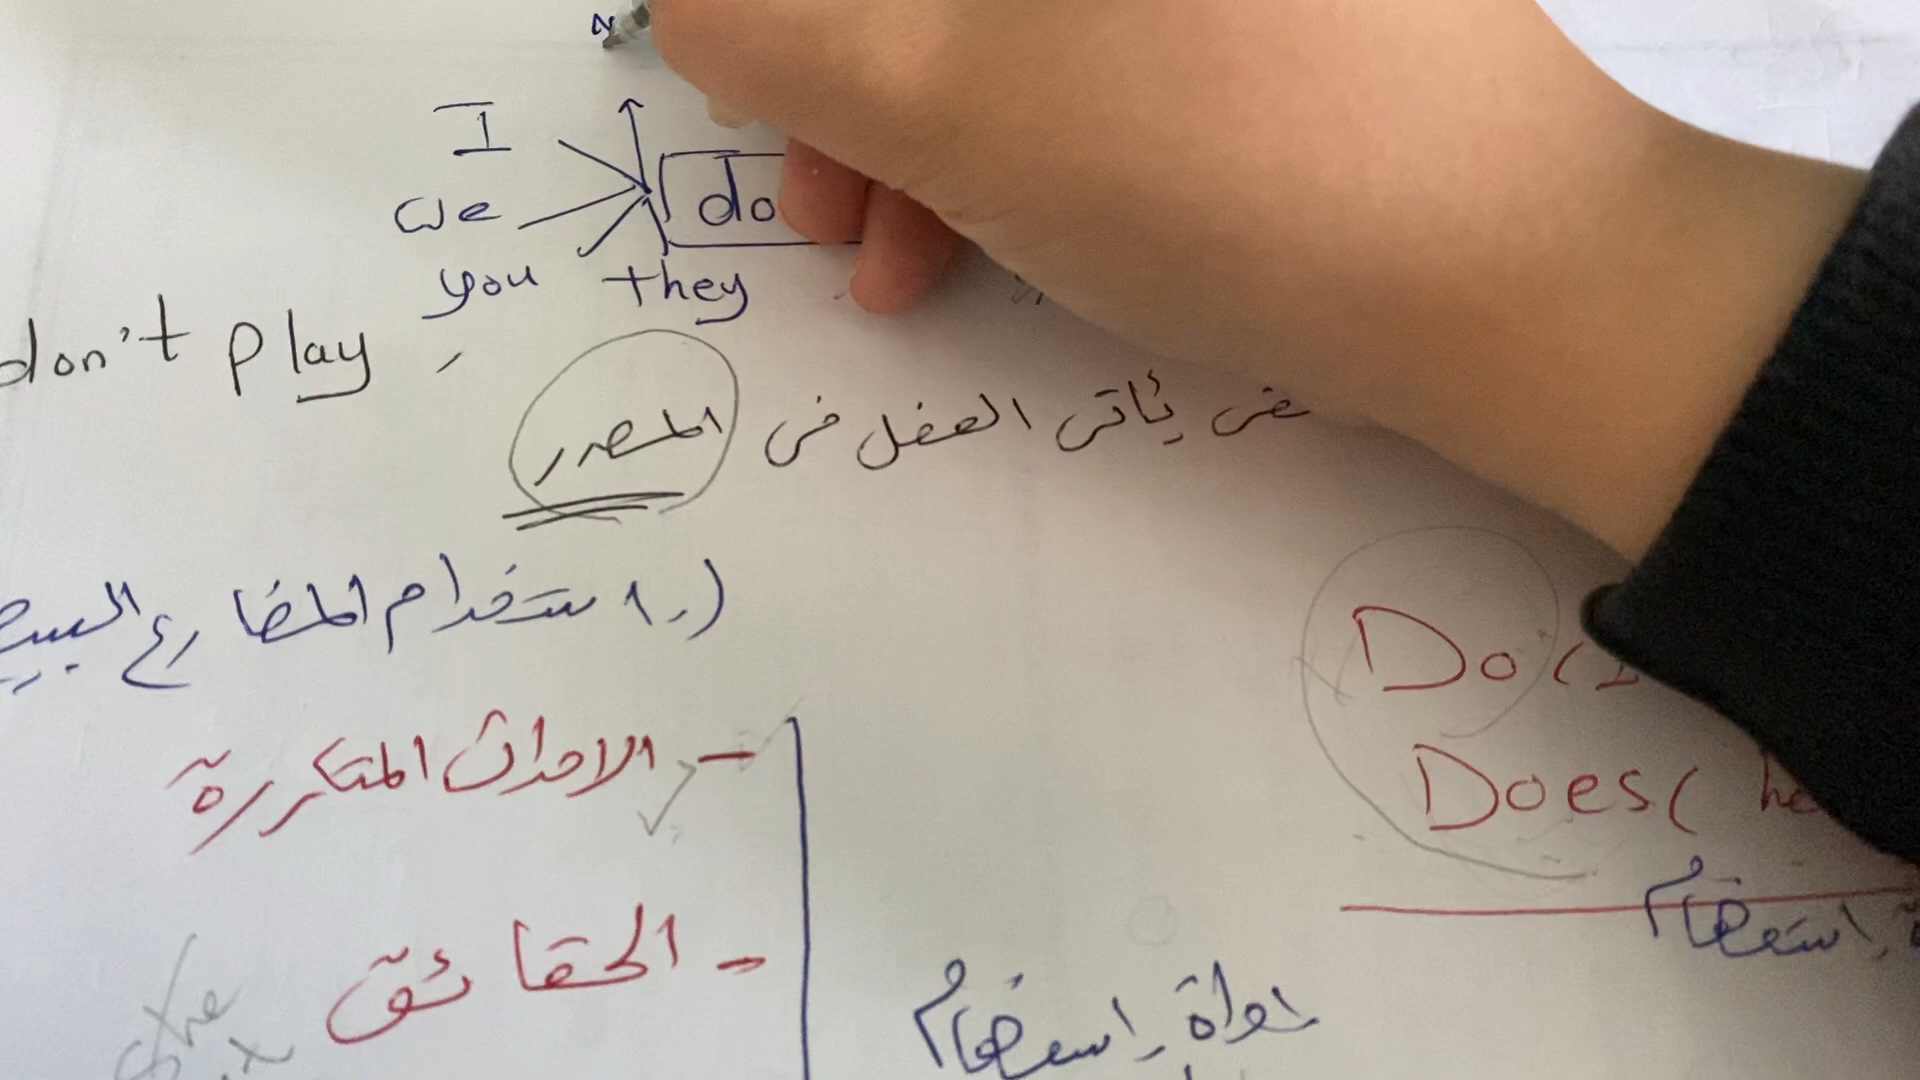 I
we
do
you they
don't play
يأتى الفعل فى المصدر
استخدام المضارع
- الاحداث المتكررة
- الحقائق
Do (I
Does ( he
استفهام
اداة استفهام